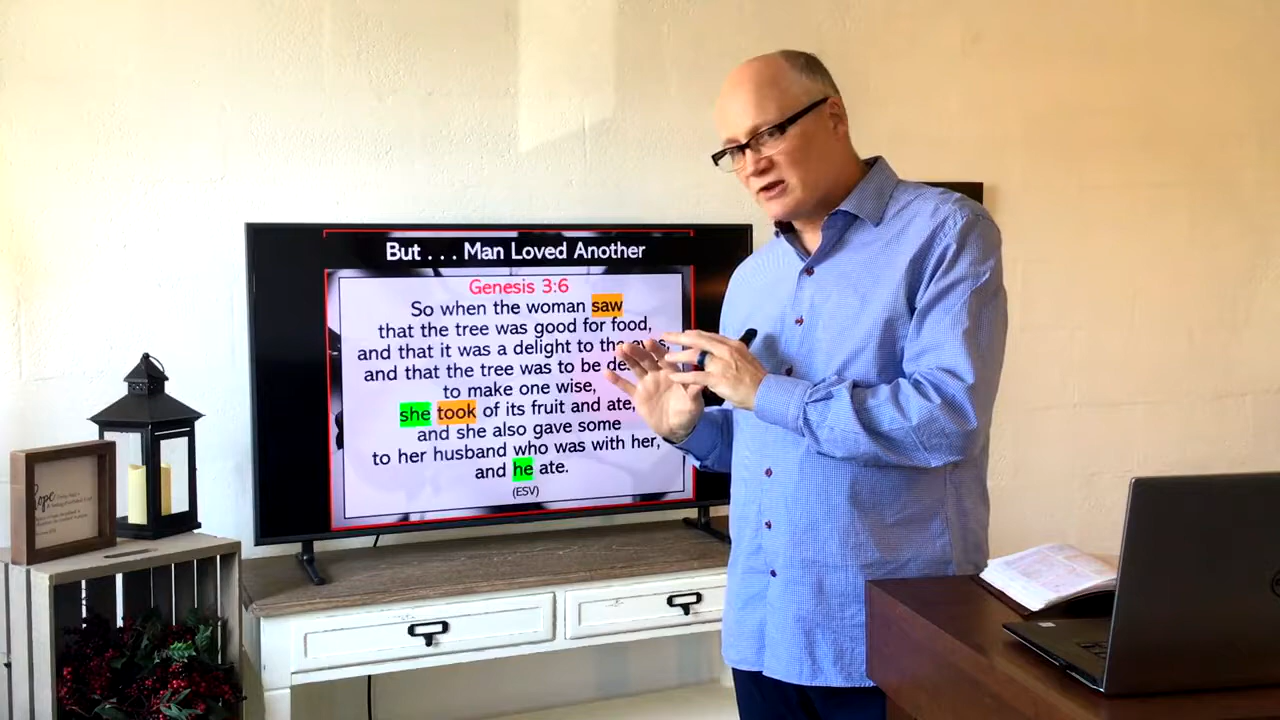 But . . . Man Loved Another
Genesis 3:6
So when the woman saw
that the tree was good for food,
and that it was a delight to the eyes,
and that the tree was to be
to make one wise,
she took of its fruit and ate,
and she also gave some
to her husband who was with her,
and he ate.
(ESV)
Hope